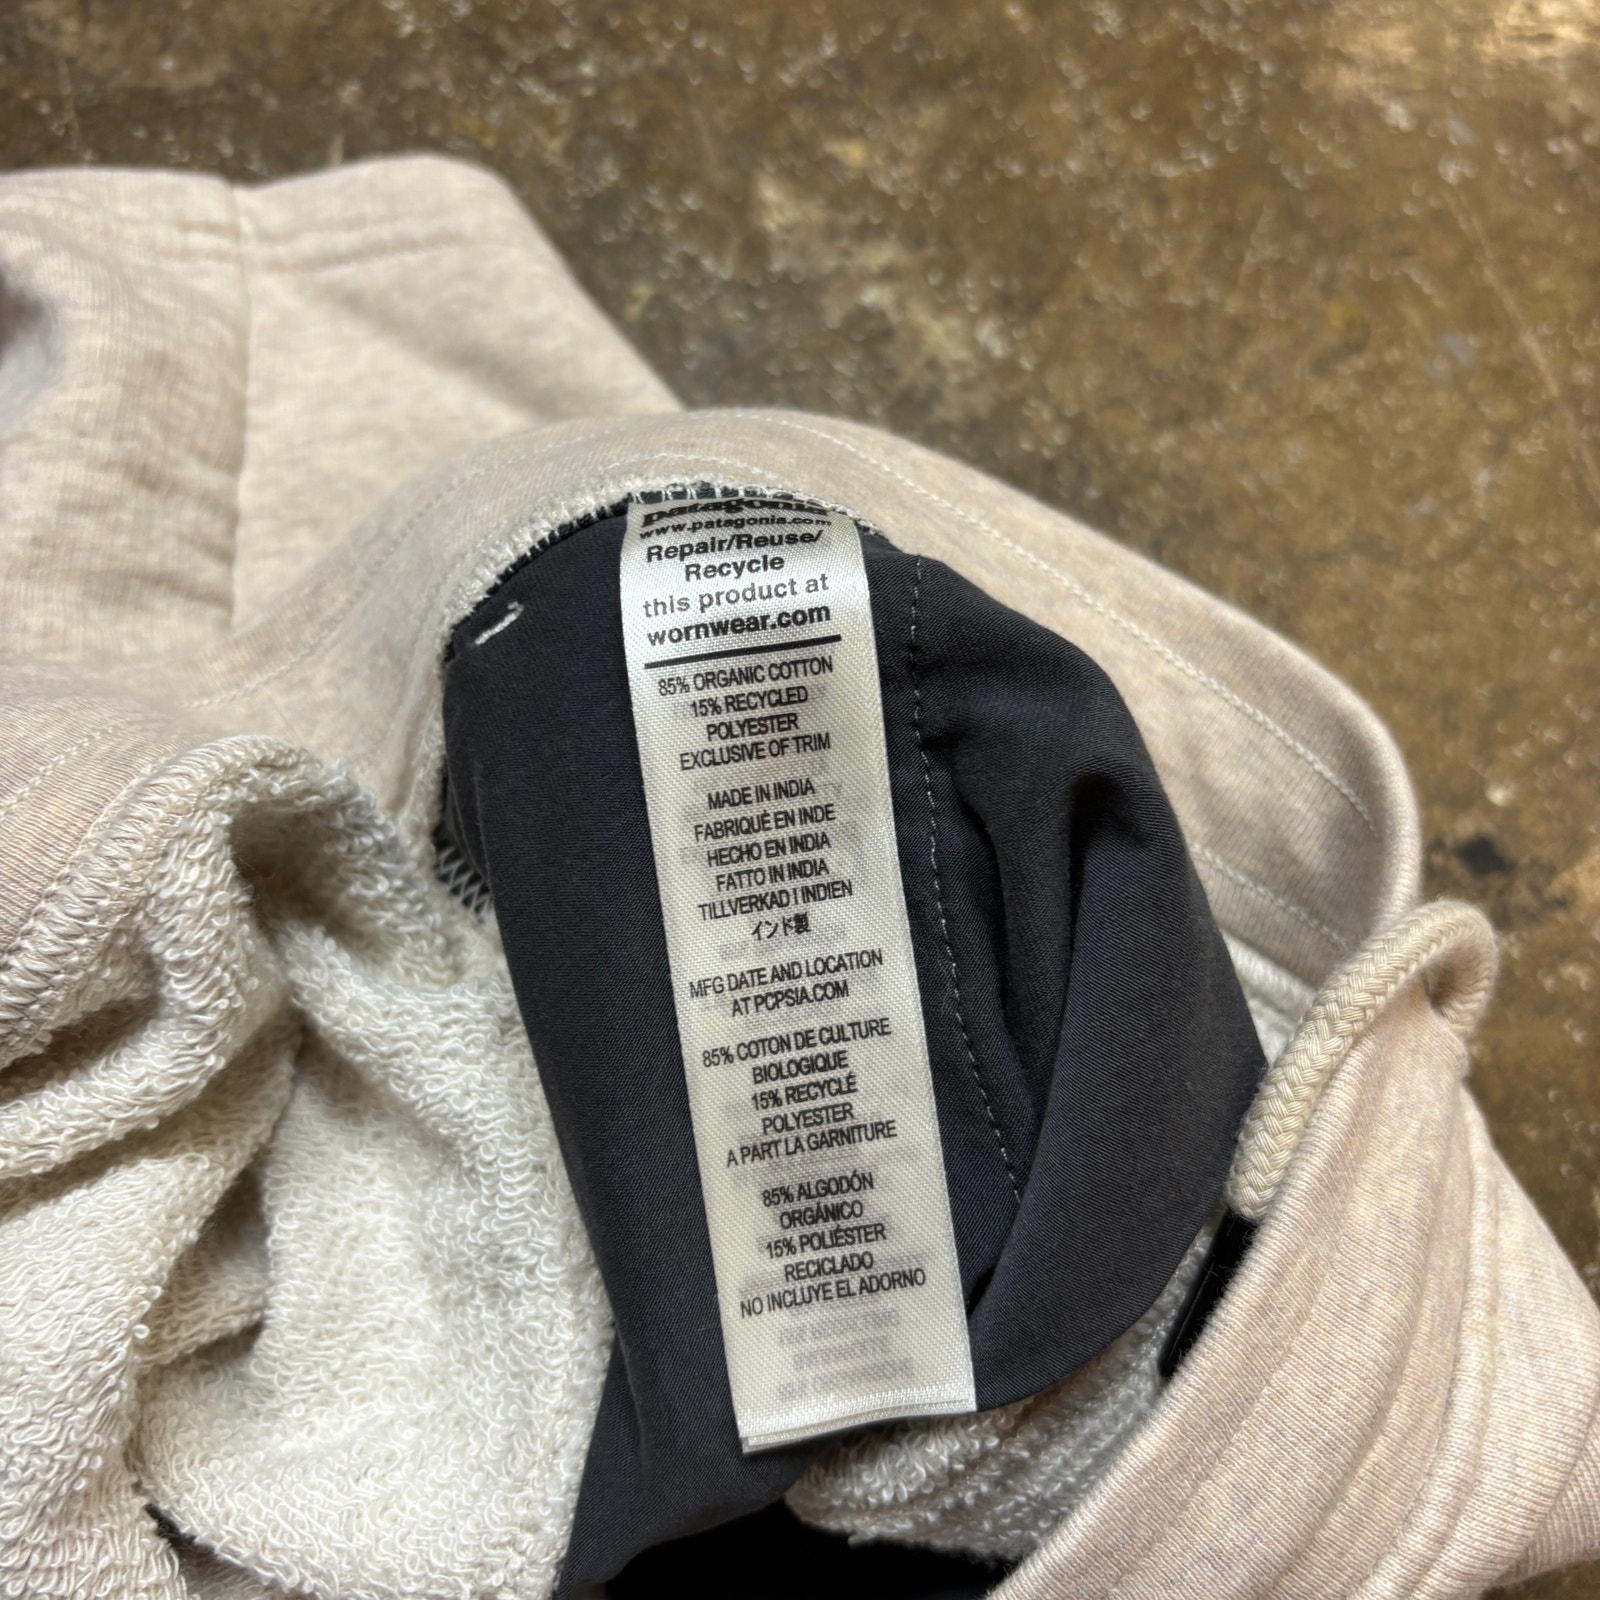 patagonia
www.patagonia.com
Repair/Reuse/
Recycle
this product at
wornwear.com
85% ORGANIC COTTON
15% RECYCLED
POLYESTER
EXCLUSIVE OF TRIM
MADE IN INDIA
FABRIQUÉ EN INDE
HECHO EN INDIA
FATTO IN INDIA
TILLVERKAD I INDIEN
インド製
MFG DATE AND LOCATION
AT PCPSIA.COM
85% COTON DE CULTURE
BIOLOGIQUE
15% RECYCLÉ
POLYESTER
A PART LA GARNITURE
85% ALGODÓN
ORGÁNICO
15% POLIÉSTER
RECICLADO
NO INCLUYE EL ADORNO